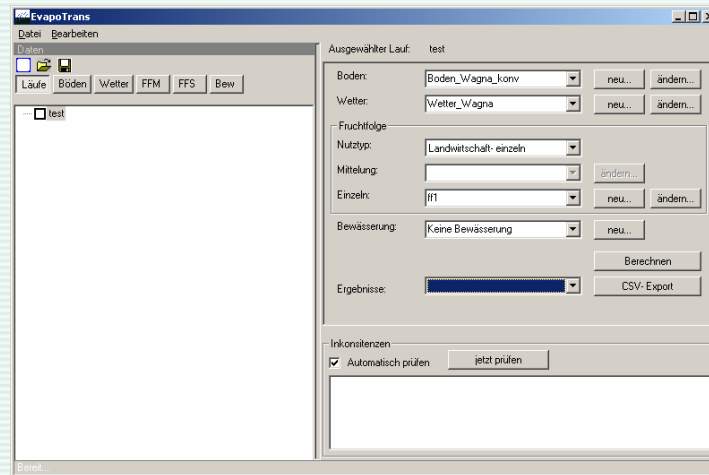 EvapoTrans
Datei Bearbeiten
Daten
Läufe Böden Wetter FFM FFS Bew
test
Ausgewählter Lauf: test
Boden: Boden_Wagna_konv neu... ändern...
Wetter: Wetter_Wagna neu... ändern...
Fruchtfolge
Nutztyp: Landwirtschaft- einzeln
Mittelung: ändern...
Einzeln: ff1 neu... ändern...
Bewässerung: Keine Bewässerung neu...
Berechnen
Ergebnisse: CSV- Export
Inkonsitenzen
Automatisch prüfen jetzt prüfen
Bereit...